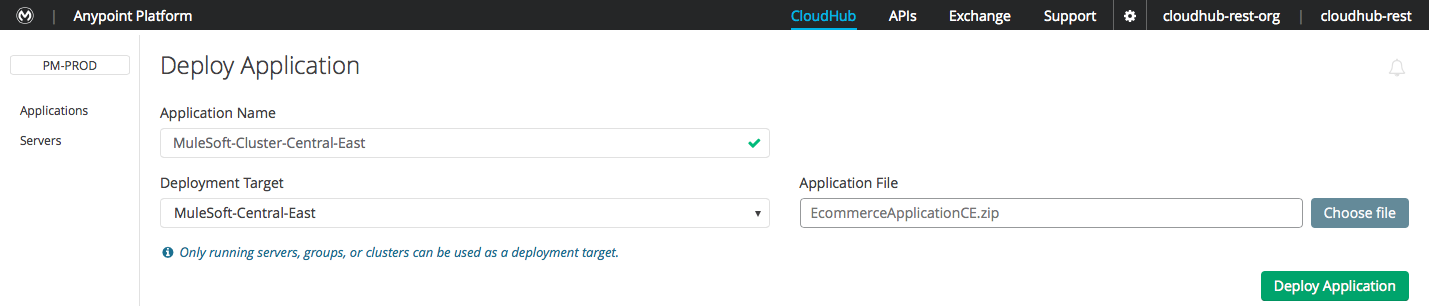 Anypoint Platform CloudHub APIs Exchange Support cloudhub-rest-org cloudhub-rest
PM-PROD
Applications
Servers
Deploy Application
Application Name
MuleSoft-Cluster-Central-East
Deployment Target Application File
MuleSoft-Central-East EcommerceApplicationCE.zip Choose file
Only running servers, groups, or clusters can be used as a deployment target.
Deploy Application